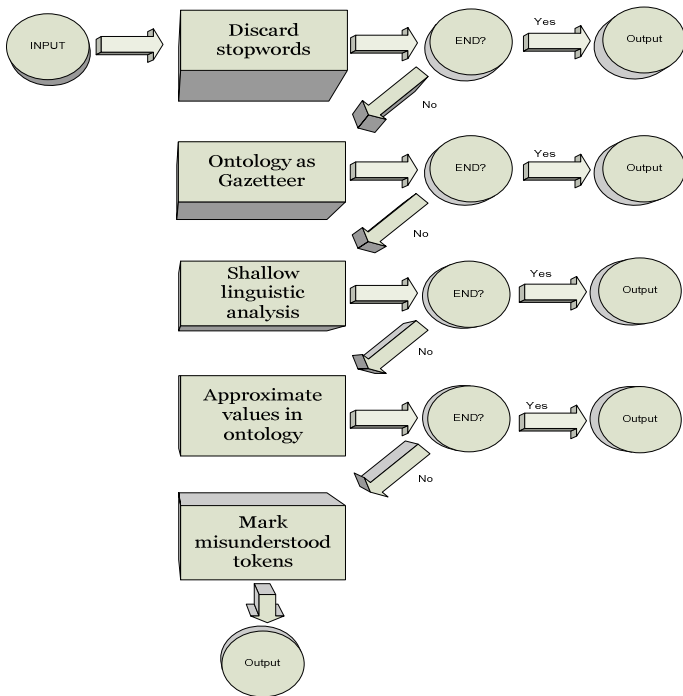 INPUT
Discard
stopwords
END?
Yes
Output
No
Ontology as
Gazetteer
END?
Yes
Output
No
Shallow
linguistic
analysis
END?
Yes
Output
No
Approximate
values in
ontology
END?
Yes
Output
No
Mark
misunderstood
tokens
Output